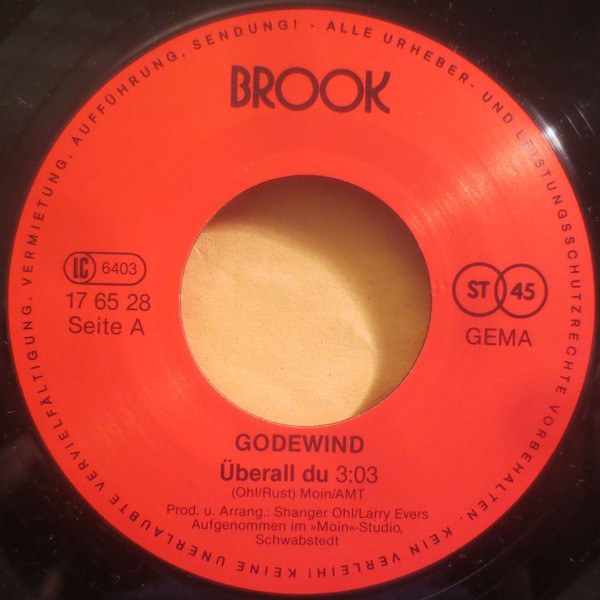 ALLE URHEBER- UND LEISTUNGSSCHUTZRECHTE VORBEHALTEN. KEIN VERLEIH! KEINE UNERLAUBTE VERVIELFÄLTIGUNG, VERMIETUNG, AUFFÜHRUNG, SENDUNG! ·
BROOK
LC 6403
17 65 28
Seite A
ST 45
GEMA
GODEWIND
Überall du 3:03
(Ohl/Rust) Moin/AMT
Prod. u. Arrang.: Shanger Ohl/Larry Evers
Aufgenommen im »Moin«-Studio,
Schwabstedt